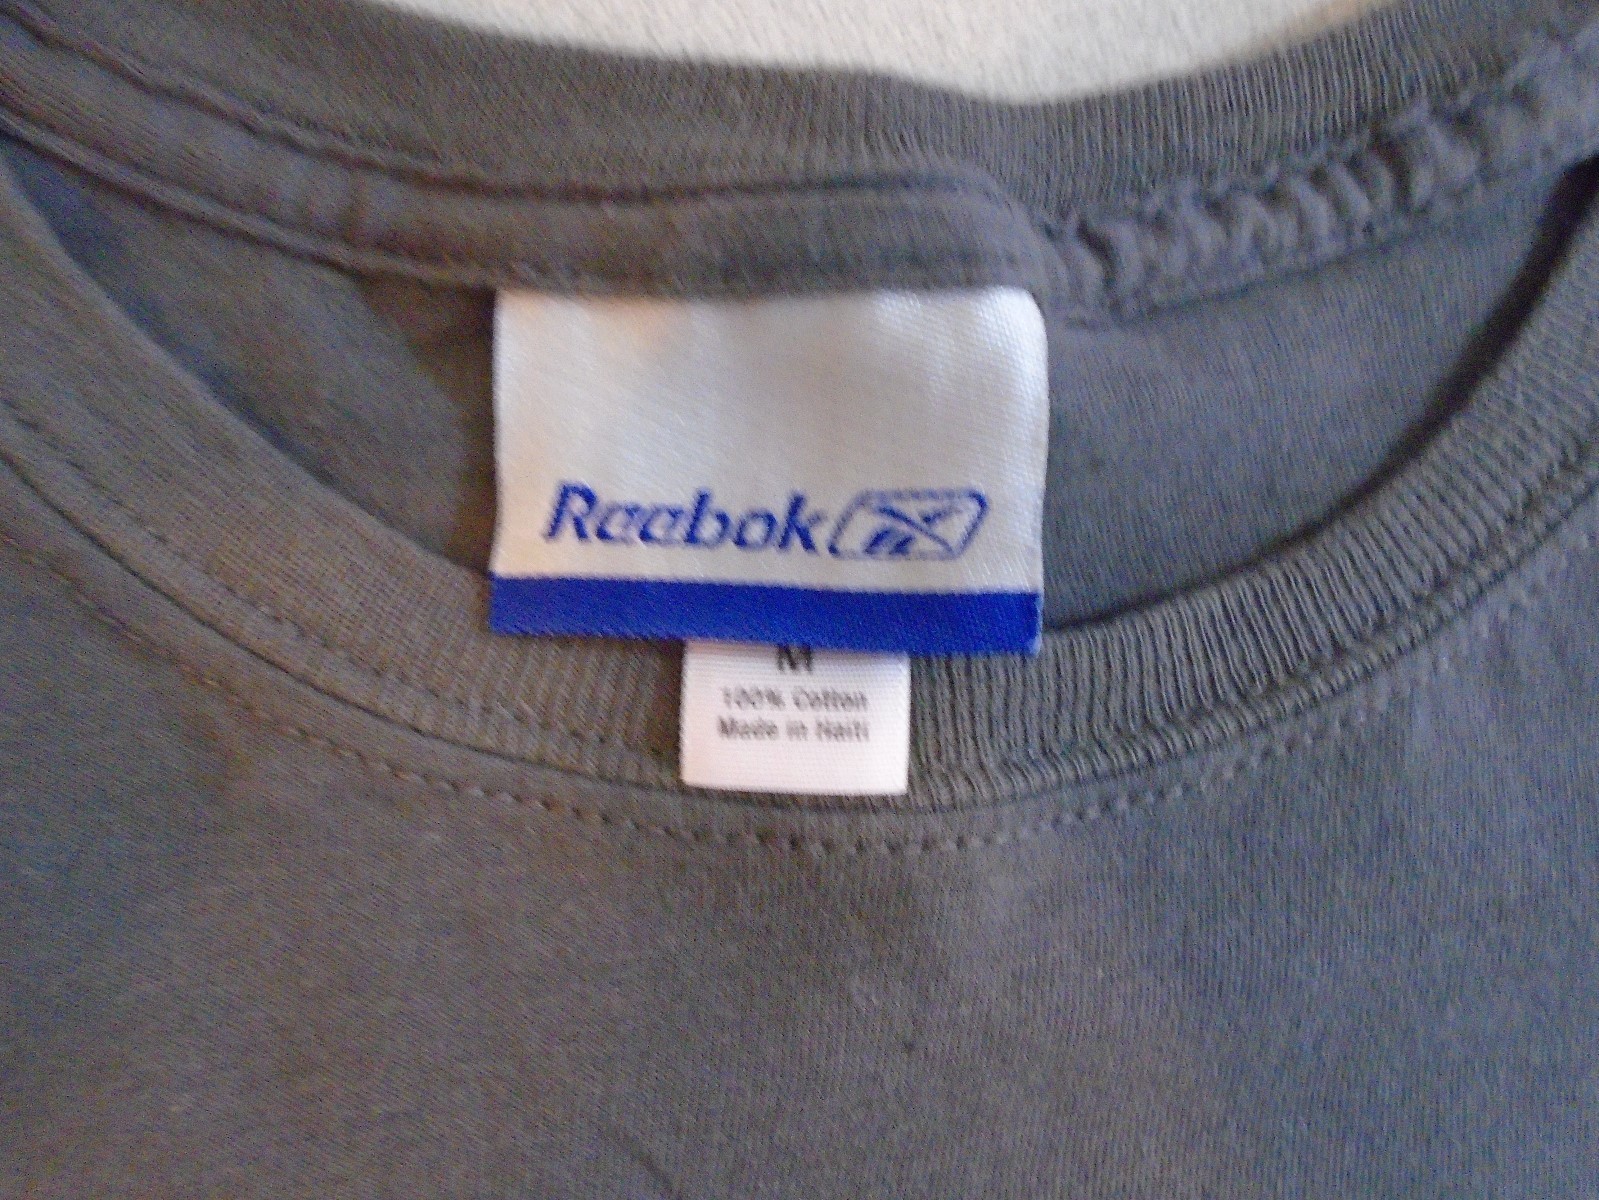 Reebok
M
100% Cotton
Made in Haiti